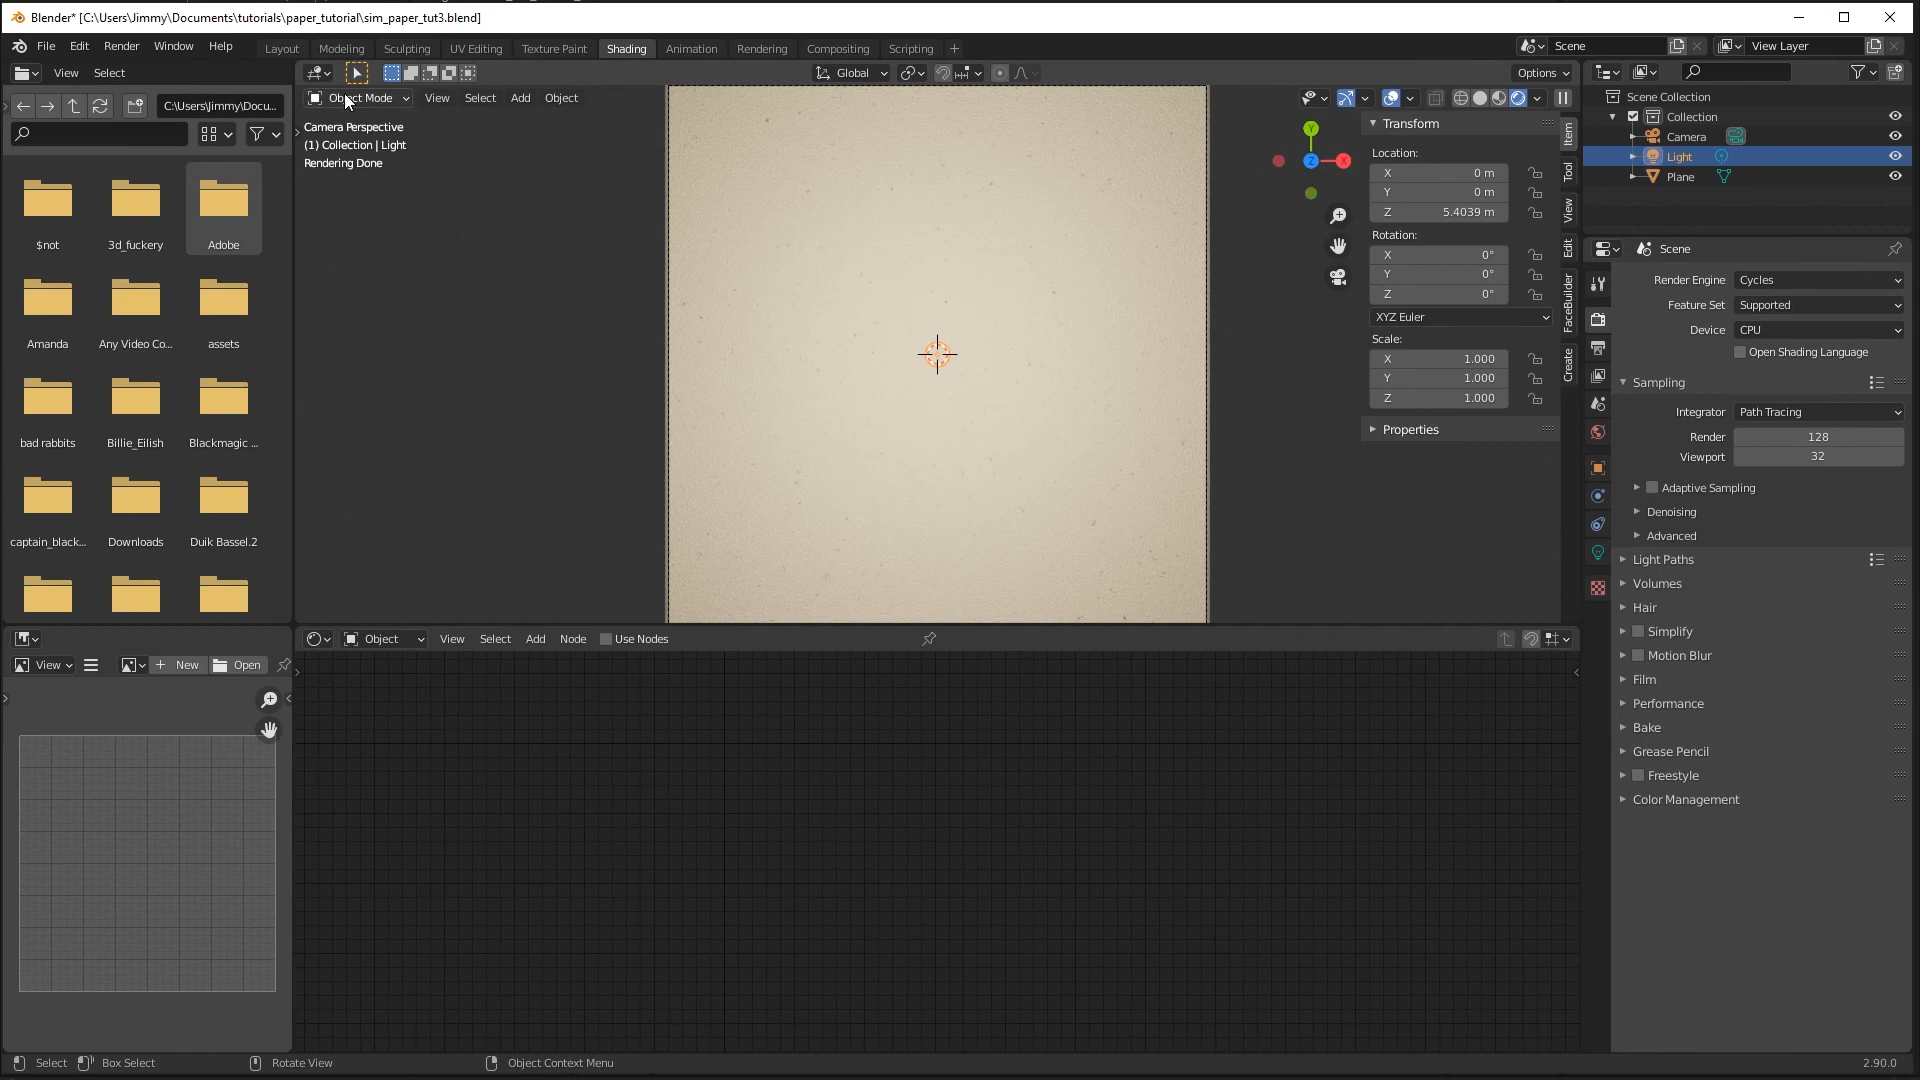 Blender* [C:\Users\Jimmy\Documents\tutorials\paper_tutorial\sim_paper_tut3.blend]
File Edit Render Window Help
Layout Modeling Sculpting UV Editing Texture Paint Shading Animation Rendering Compositing Scripting +
Scene
View Layer
View Select
Global
Options
C:\Users\Jimmy\Docu...
Object Mode View Select Add Object
Camera Perspective
(1) Collection | Light
Rendering Done
$not
3d_fuckery
Adobe
Amanda
Any Video Co...
assets
bad rabbits
Billie_Eilish
Blackmagic ...
captain_black...
Downloads
Duik Bassel.2
Y
Z
X
Transform
Location:
X 0 m
Y 0 m
Z 5.4039 m
Rotation:
X 0°
Y 0°
Z 0°
XYZ Euler
Scale:
X 1.000
Y 1.000
Z 1.000
Properties
Item
Tool
View
Edit
FaceBuilder
Create
Scene Collection
Collection
Camera
Light
Plane
Scene
Render Engine Cycles
Feature Set Supported
Device CPU
Open Shading Language
Sampling
Integrator Path Tracing
Render 128
Viewport 32
Adaptive Sampling
Denoising
Advanced
Light Paths
Volumes
Hair
Simplify
Motion Blur
Film
Performance
Bake
Grease Pencil
Freestyle
Color Management
View
New
Open
Object View Select Add Node Use Nodes
Select Box Select Rotate View Object Context Menu
2.90.0